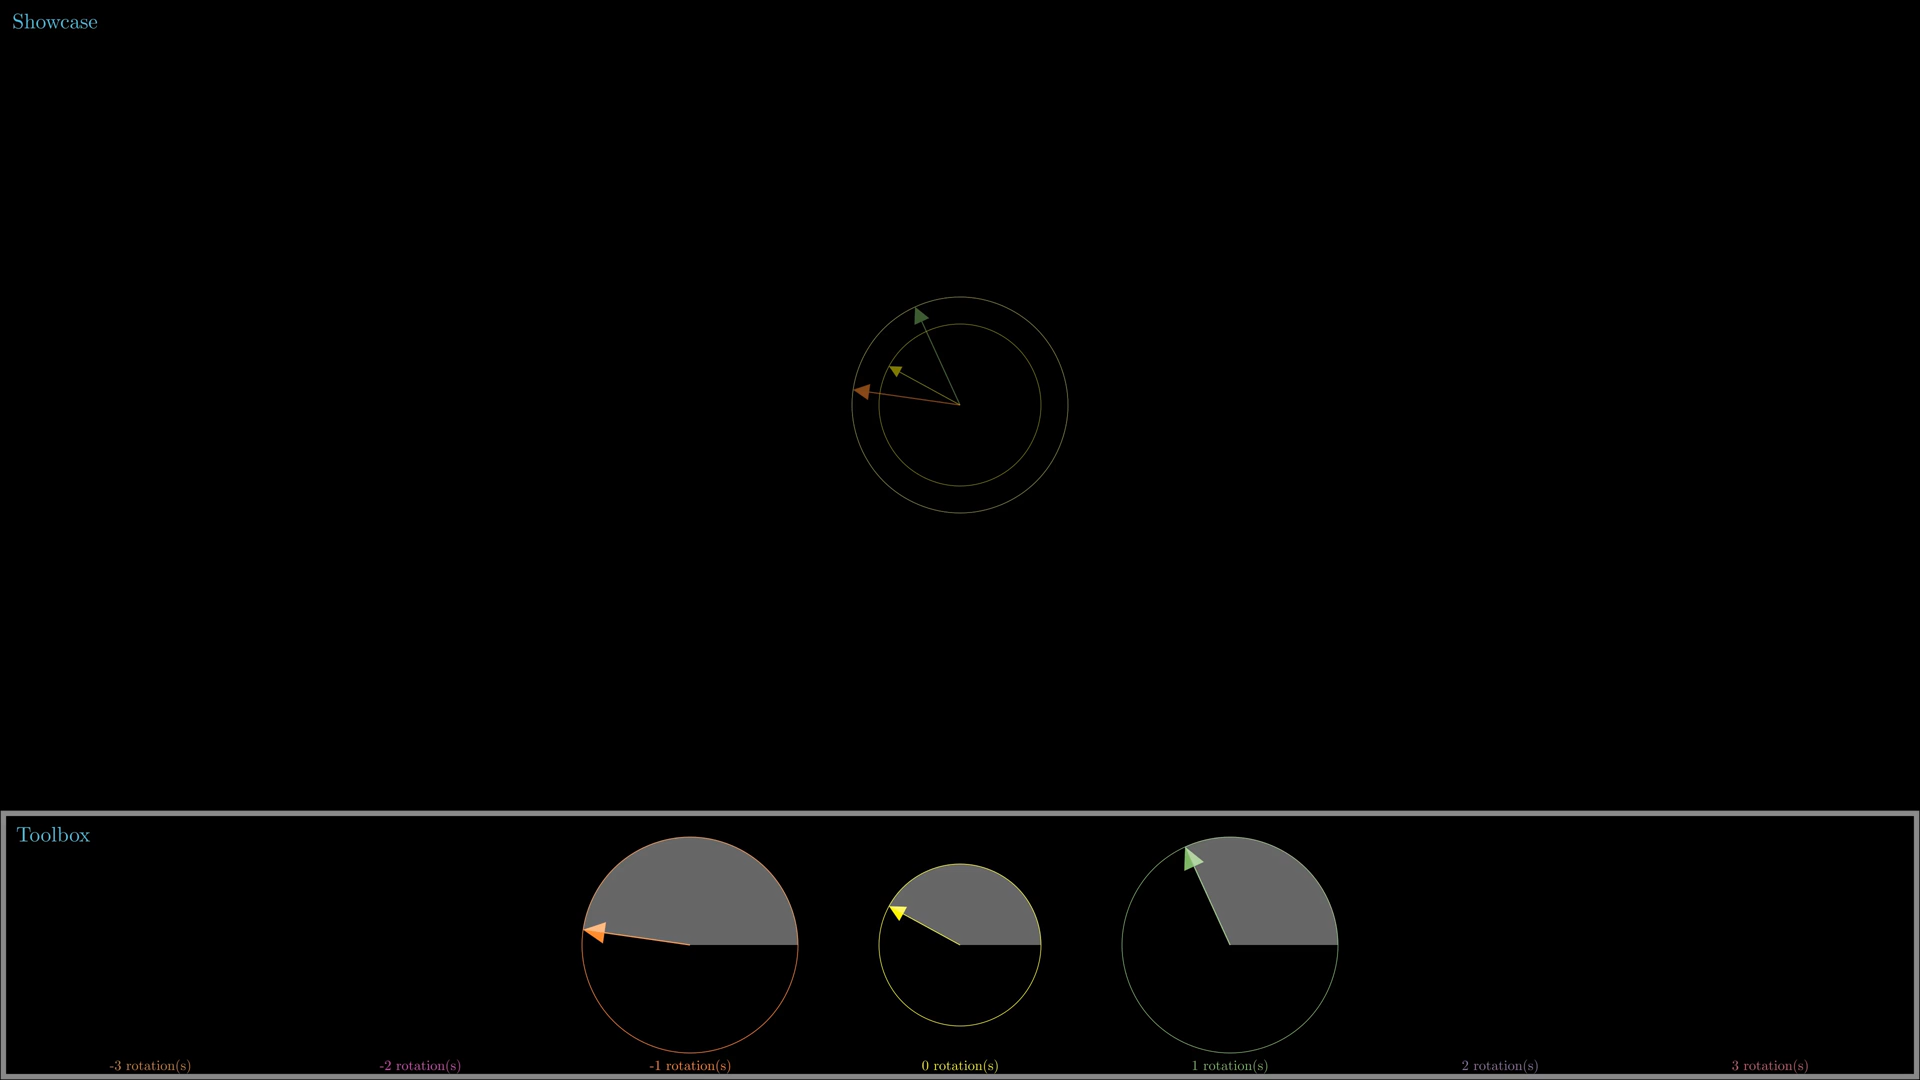 Showcase
Toolbox
-3 rotation(s)
-2 rotation(s)
-1 rotation(s)
0 rotation(s)
1 rotation(s)
2 rotation(s)
3 rotation(s)